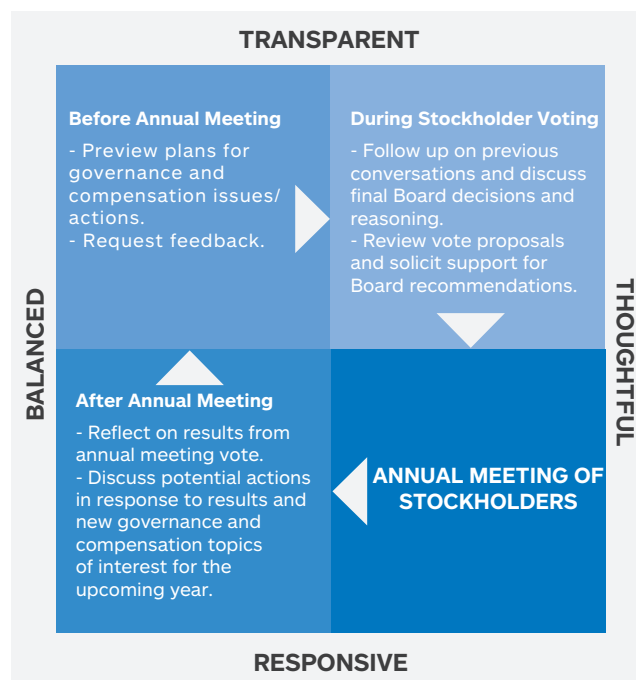 TRANSPARENT
Before Annual Meeting
- Preview plans for
governance and
compensation issues/
actions.
- Request feedback.
During Stockholder Voting
- Follow up on previous
conversations and discuss
final Board decisions and
reasoning.
- Review vote proposals
and solicit support for
Board recommendations.
BALANCED
THOUGHTFUL
After Annual Meeting
- Reflect on results from
annual meeting vote.
- Discuss potential actions
in response to results and
new governance and
compensation topics
of interest for the
upcoming year.
ANNUAL MEETING OF
STOCKHOLDERS
RESPONSIVE